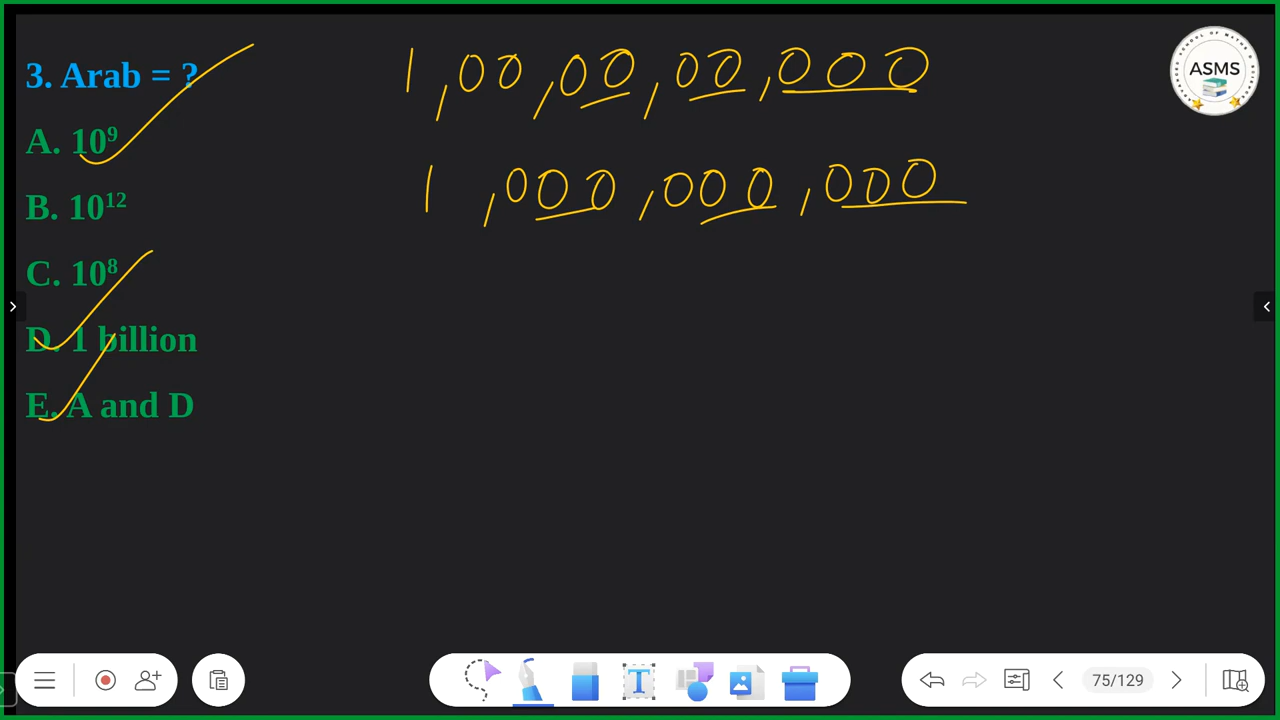 3. Arab = ?
A. 10⁹
B. 10¹²
C. 10⁸
D. 1 billion
E. A and D
1,00,00,00,000
1,000,000,000
ASMS
75/129